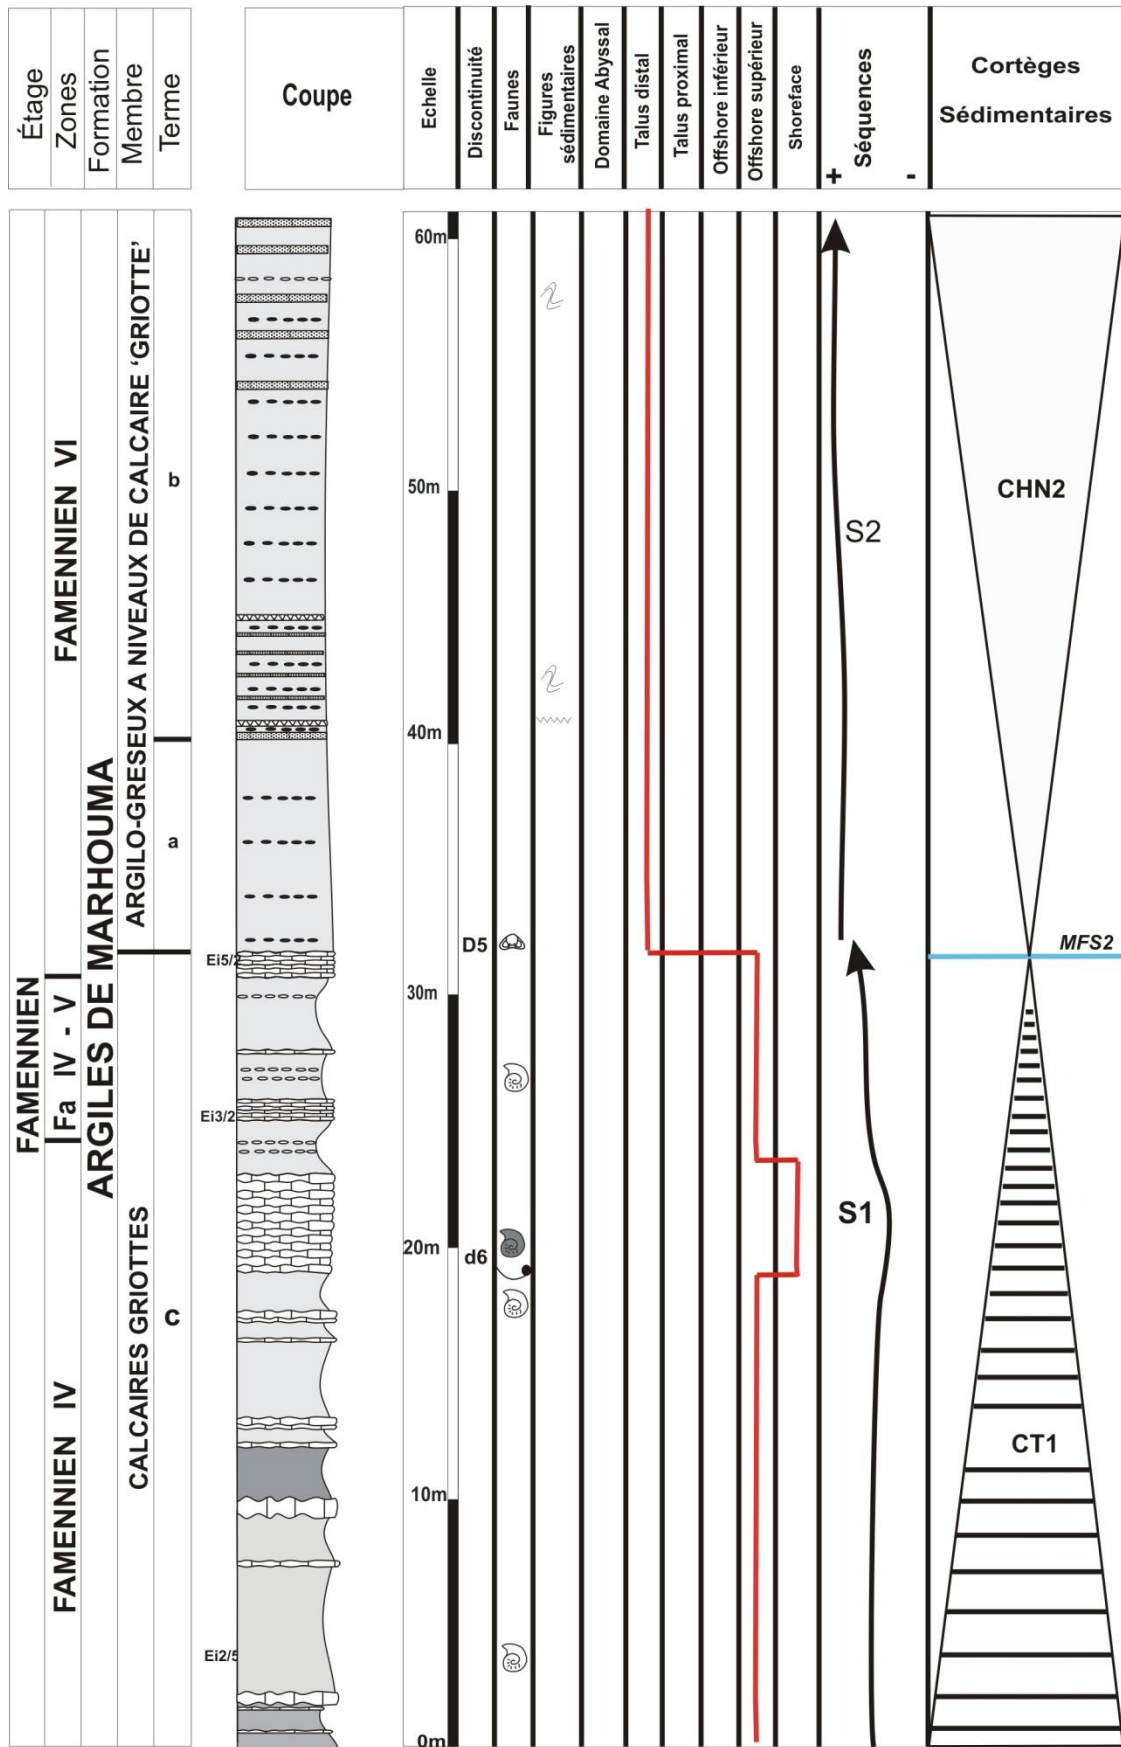 Étage
Zones
Formation
Membre
Terme
Coupe
Echelle
Discontinuité
Faunes
Figures
sédimentaires
Domaine Abyssal
Talus distal
Talus proximal
Offshore inférieur
Offshore supérieur
Shoreface
+ Séquences -
Cortèges
Sédimentaires
FAMENNIEN
FAMENNIEN VI
Fa IV - V
FAMENNIEN IV
ARGILES DE MARHOUMA
ARGILO-GRESEUX A NIVEAUX DE CALCAIRE 'GRIOTTE'
CALCAIRES GRIOTTES
b
a
c
Ei5/2
Ei3/2
Ei2/5
60m
50m
40m
30m
20m
10m
0m
D5
d6
S2
S1
CHN2
MFS2
CT1